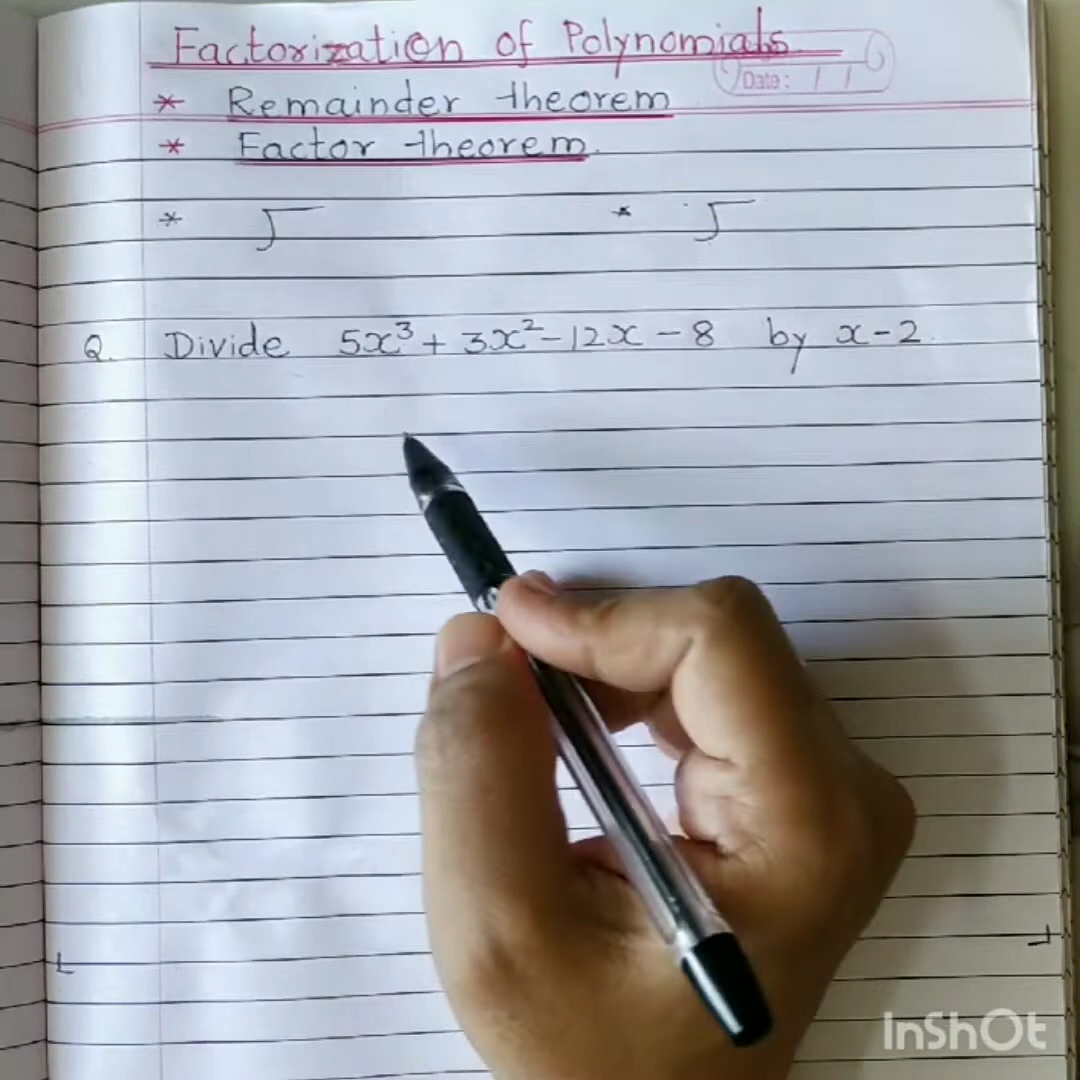 Factorization of Polynomials
Date: / /
* Remainder theorem
* Factor theorem.
Q. Divide 5x³ + 3x² - 12x - 8 by x - 2.
InShOt